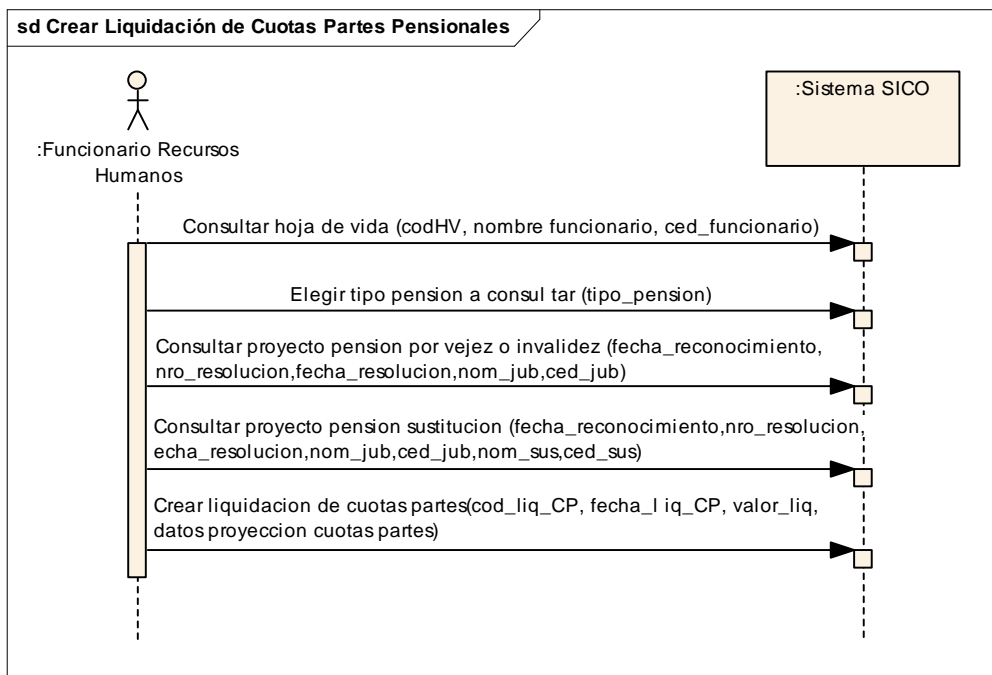 sd Crear Liquidación de Cuotas Partes Pensionales
:Funcionario Recursos
Humanos
:Sistema SICO
Consultar hoja de vida (codHV, nombre funcionario, ced_funcionario)
Elegir tipo pension a consul tar (tipo_pension)
Consultar proyecto pension por vejez o invalidez (fecha_reconocimiento,
nro_resolucion,fecha_resolucion,nom_jub,ced_jub)
Consultar proyecto pension sustitucion (fecha_reconocimiento,nro_resolucion,
echa_resolucion,nom_jub,ced_jub,nom_sus,ced_sus)
Crear liquidacion de cuotas partes(cod_liq_CP, fecha_l iq_CP, valor_liq,
datos proyeccion cuotas partes)